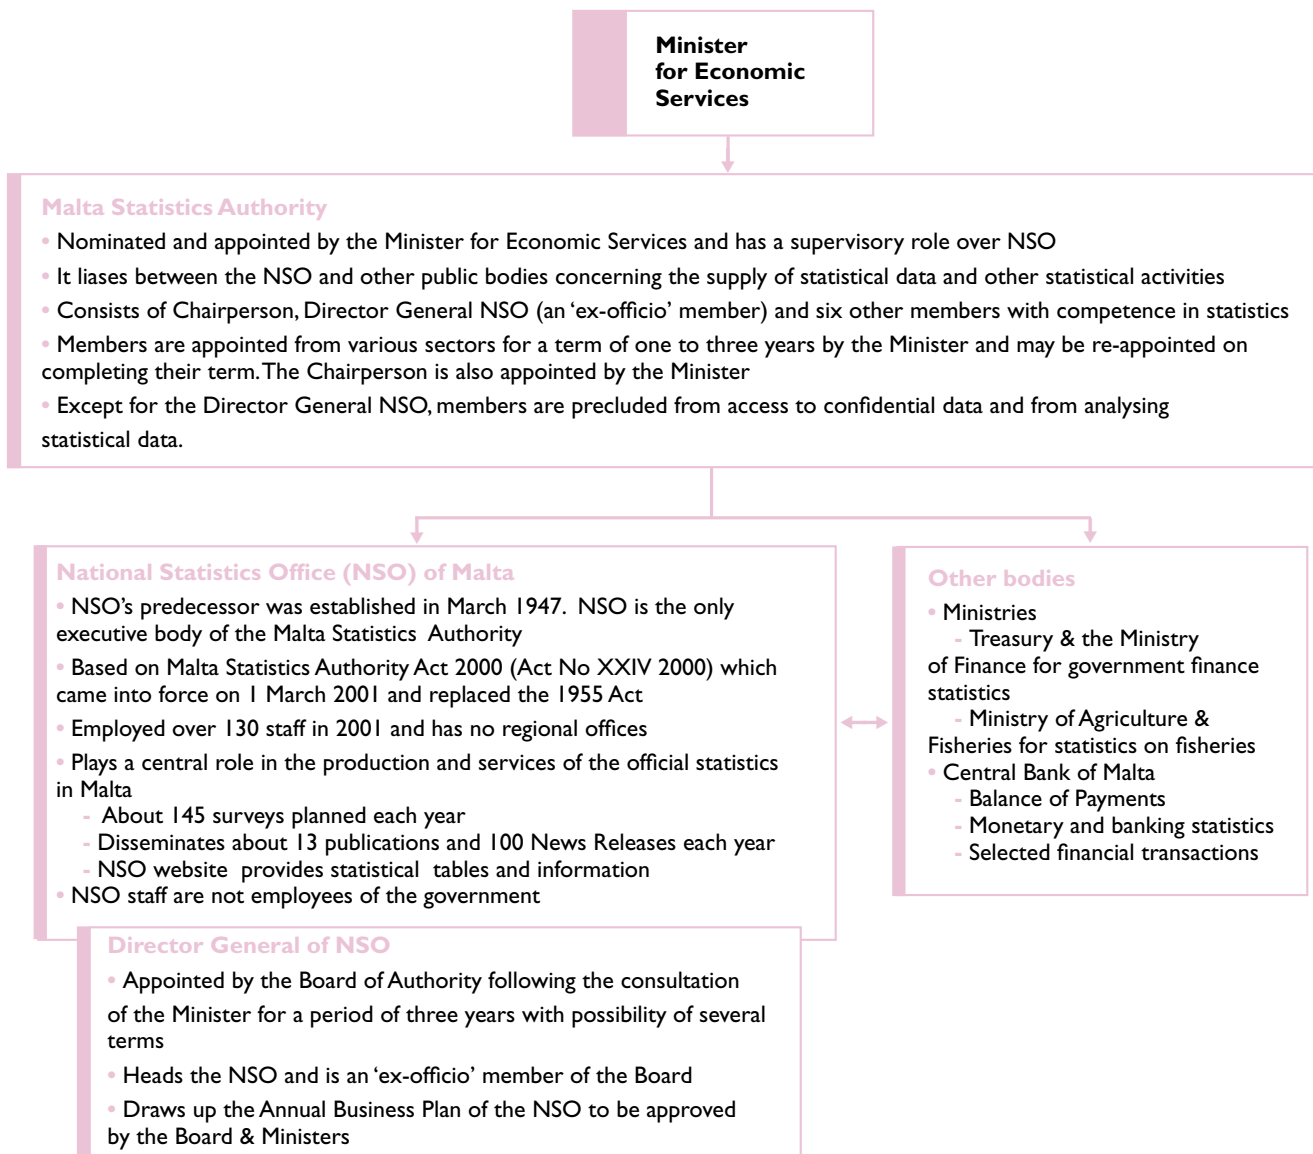 Minister
for Economic
Services
Malta Statistics Authority
• Nominated and appointed by the Minister for Economic Services and has a supervisory role over NSO
• It liases between the NSO and other public bodies concerning the supply of statistical data and other statistical activities
• Consists of Chairperson, Director General NSO (an ‘ex-officio’ member) and six other members with competence in statistics
• Members are appointed from various sectors for a term of one to three years by the Minister and may be re-appointed on
completing their term. The Chairperson is also appointed by the Minister
• Except for the Director General NSO, members are precluded from access to confidential data and from analysing
statistical data.
National Statistics Office (NSO) of Malta
• NSO’s predecessor was established in March 1947. NSO is the only
executive body of the Malta Statistics Authority
• Based on Malta Statistics Authority Act 2000 (Act No XXIV 2000) which
came into force on 1 March 2001 and replaced the 1955 Act
• Employed over 130 staff in 2001 and has no regional offices
• Plays a central role in the production and services of the official statistics
in Malta
- About 145 surveys planned each year
- Disseminates about 13 publications and 100 News Releases each year
- NSO website provides statistical tables and information
• NSO staff are not employees of the government
Other bodies
• Ministries
- Treasury & the Ministry
of Finance for government finance
statistics
- Ministry of Agriculture &
Fisheries for statistics on fisheries
• Central Bank of Malta
- Balance of Payments
- Monetary and banking statistics
- Selected financial transactions
Director General of NSO
• Appointed by the Board of Authority following the consultation
of the Minister for a period of three years with possibility of several
terms
• Heads the NSO and is an ‘ex-officio’ member of the Board
• Draws up the Annual Business Plan of the NSO to be approved
by the Board & Ministers